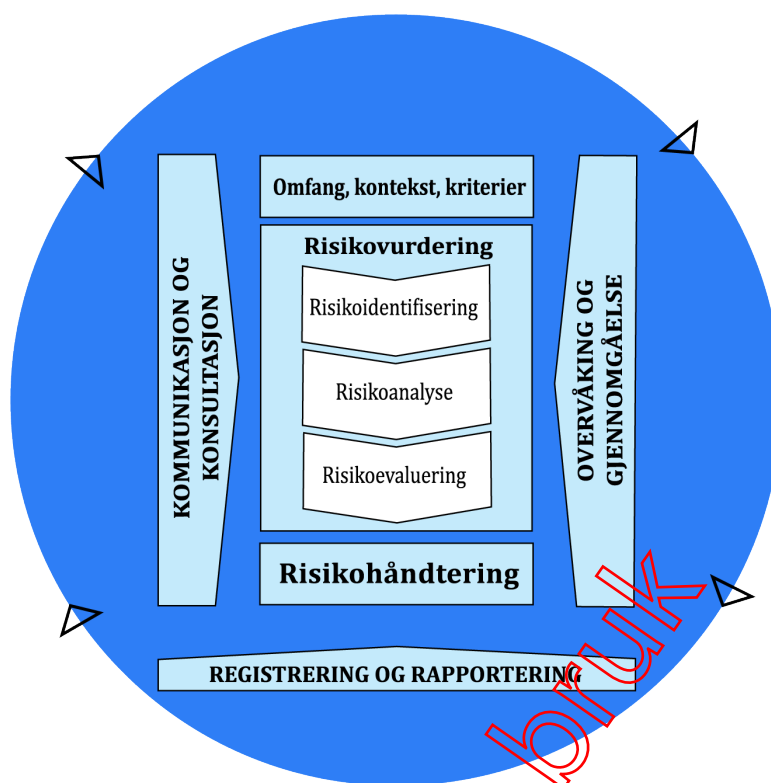 Omfang, kontekst, kriterier
Risikovurdering
Risikoidentifisering
Risikoanalyse
Risikoevaluering
Risikohåndtering
KOMMUNIKASJON OG
KONSULTASJON
OVERVÅKING OG
GJENNOMGÅELSE
REGISTRERING OG RAPPORTERING
bruk